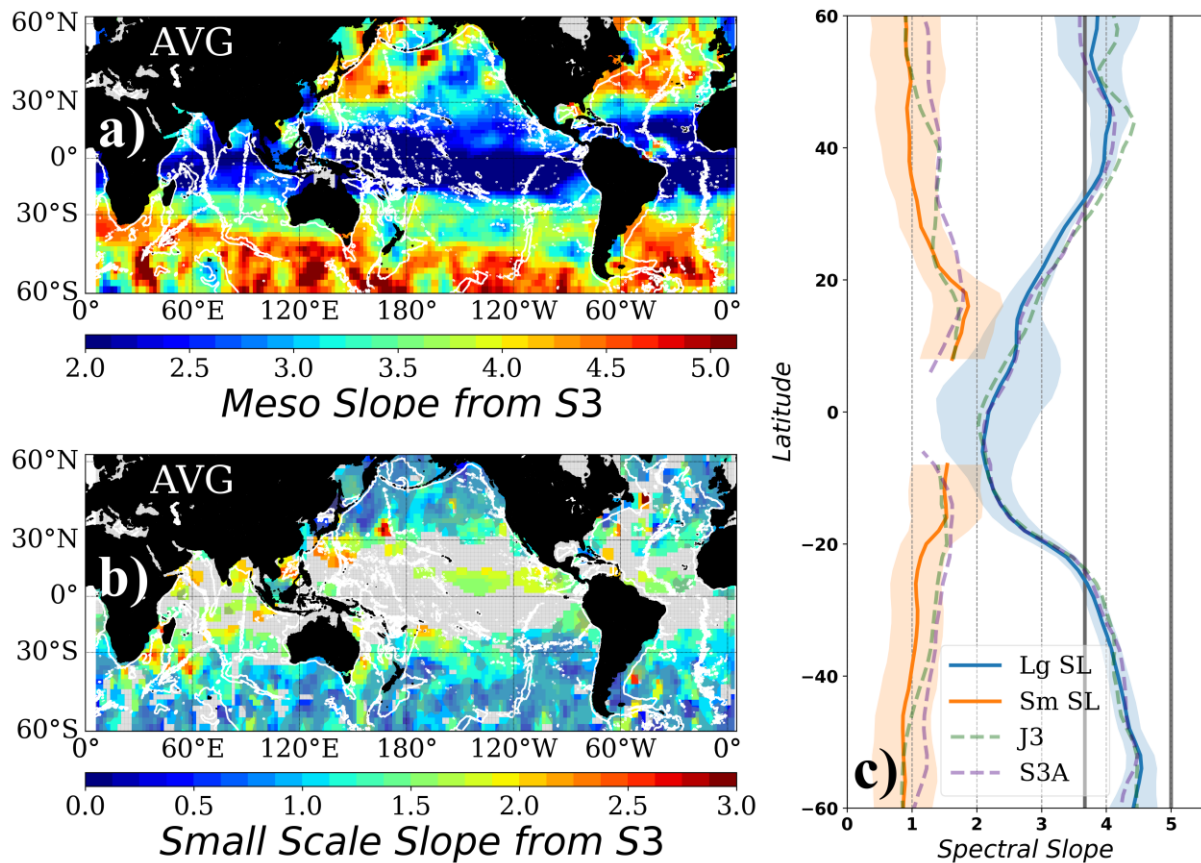 AVG
a)
60°N
30°N
0°
30°S
60°S
0° 60°E 120°E 180° 120°W 60°W 0°
2.0 2.5 3.0 3.5 4.0 4.5 5.0
Meso Slope from S3
AVG
b)
60°N
30°N
0°
30°S
60°S
0° 60°E 120°E 180° 120°W 60°W 0°
0.0 0.5 1.0 1.5 2.0 2.5 3.0
Small Scale Slope from S3
60
40
20
0
−20
−40
−60
Latitude
Lg SL
Sm SL
J3
S3A
c)
0 1 2 3 4 5
Spectral Slope